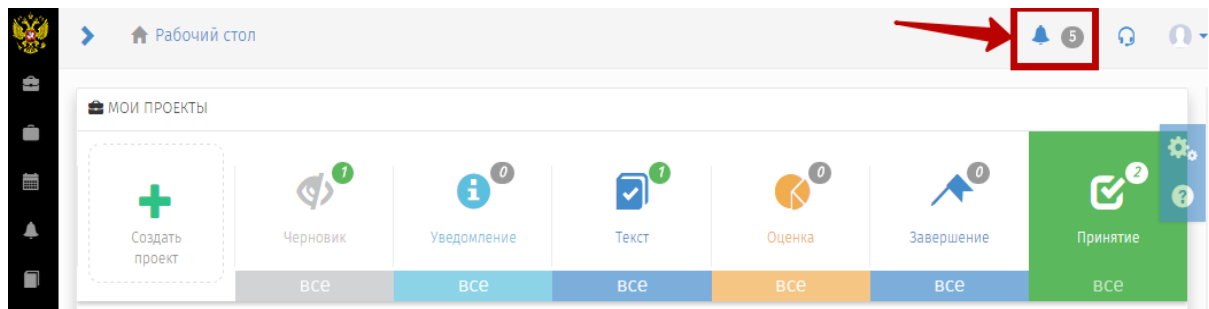 Рабочий стол
5
МОИ ПРОЕКТЫ
1
0
1
0
0
2
Создать
проект
Черновик
Уведомление
Текст
Оценка
Завершение
Принятие
все
все
все
все
все
все